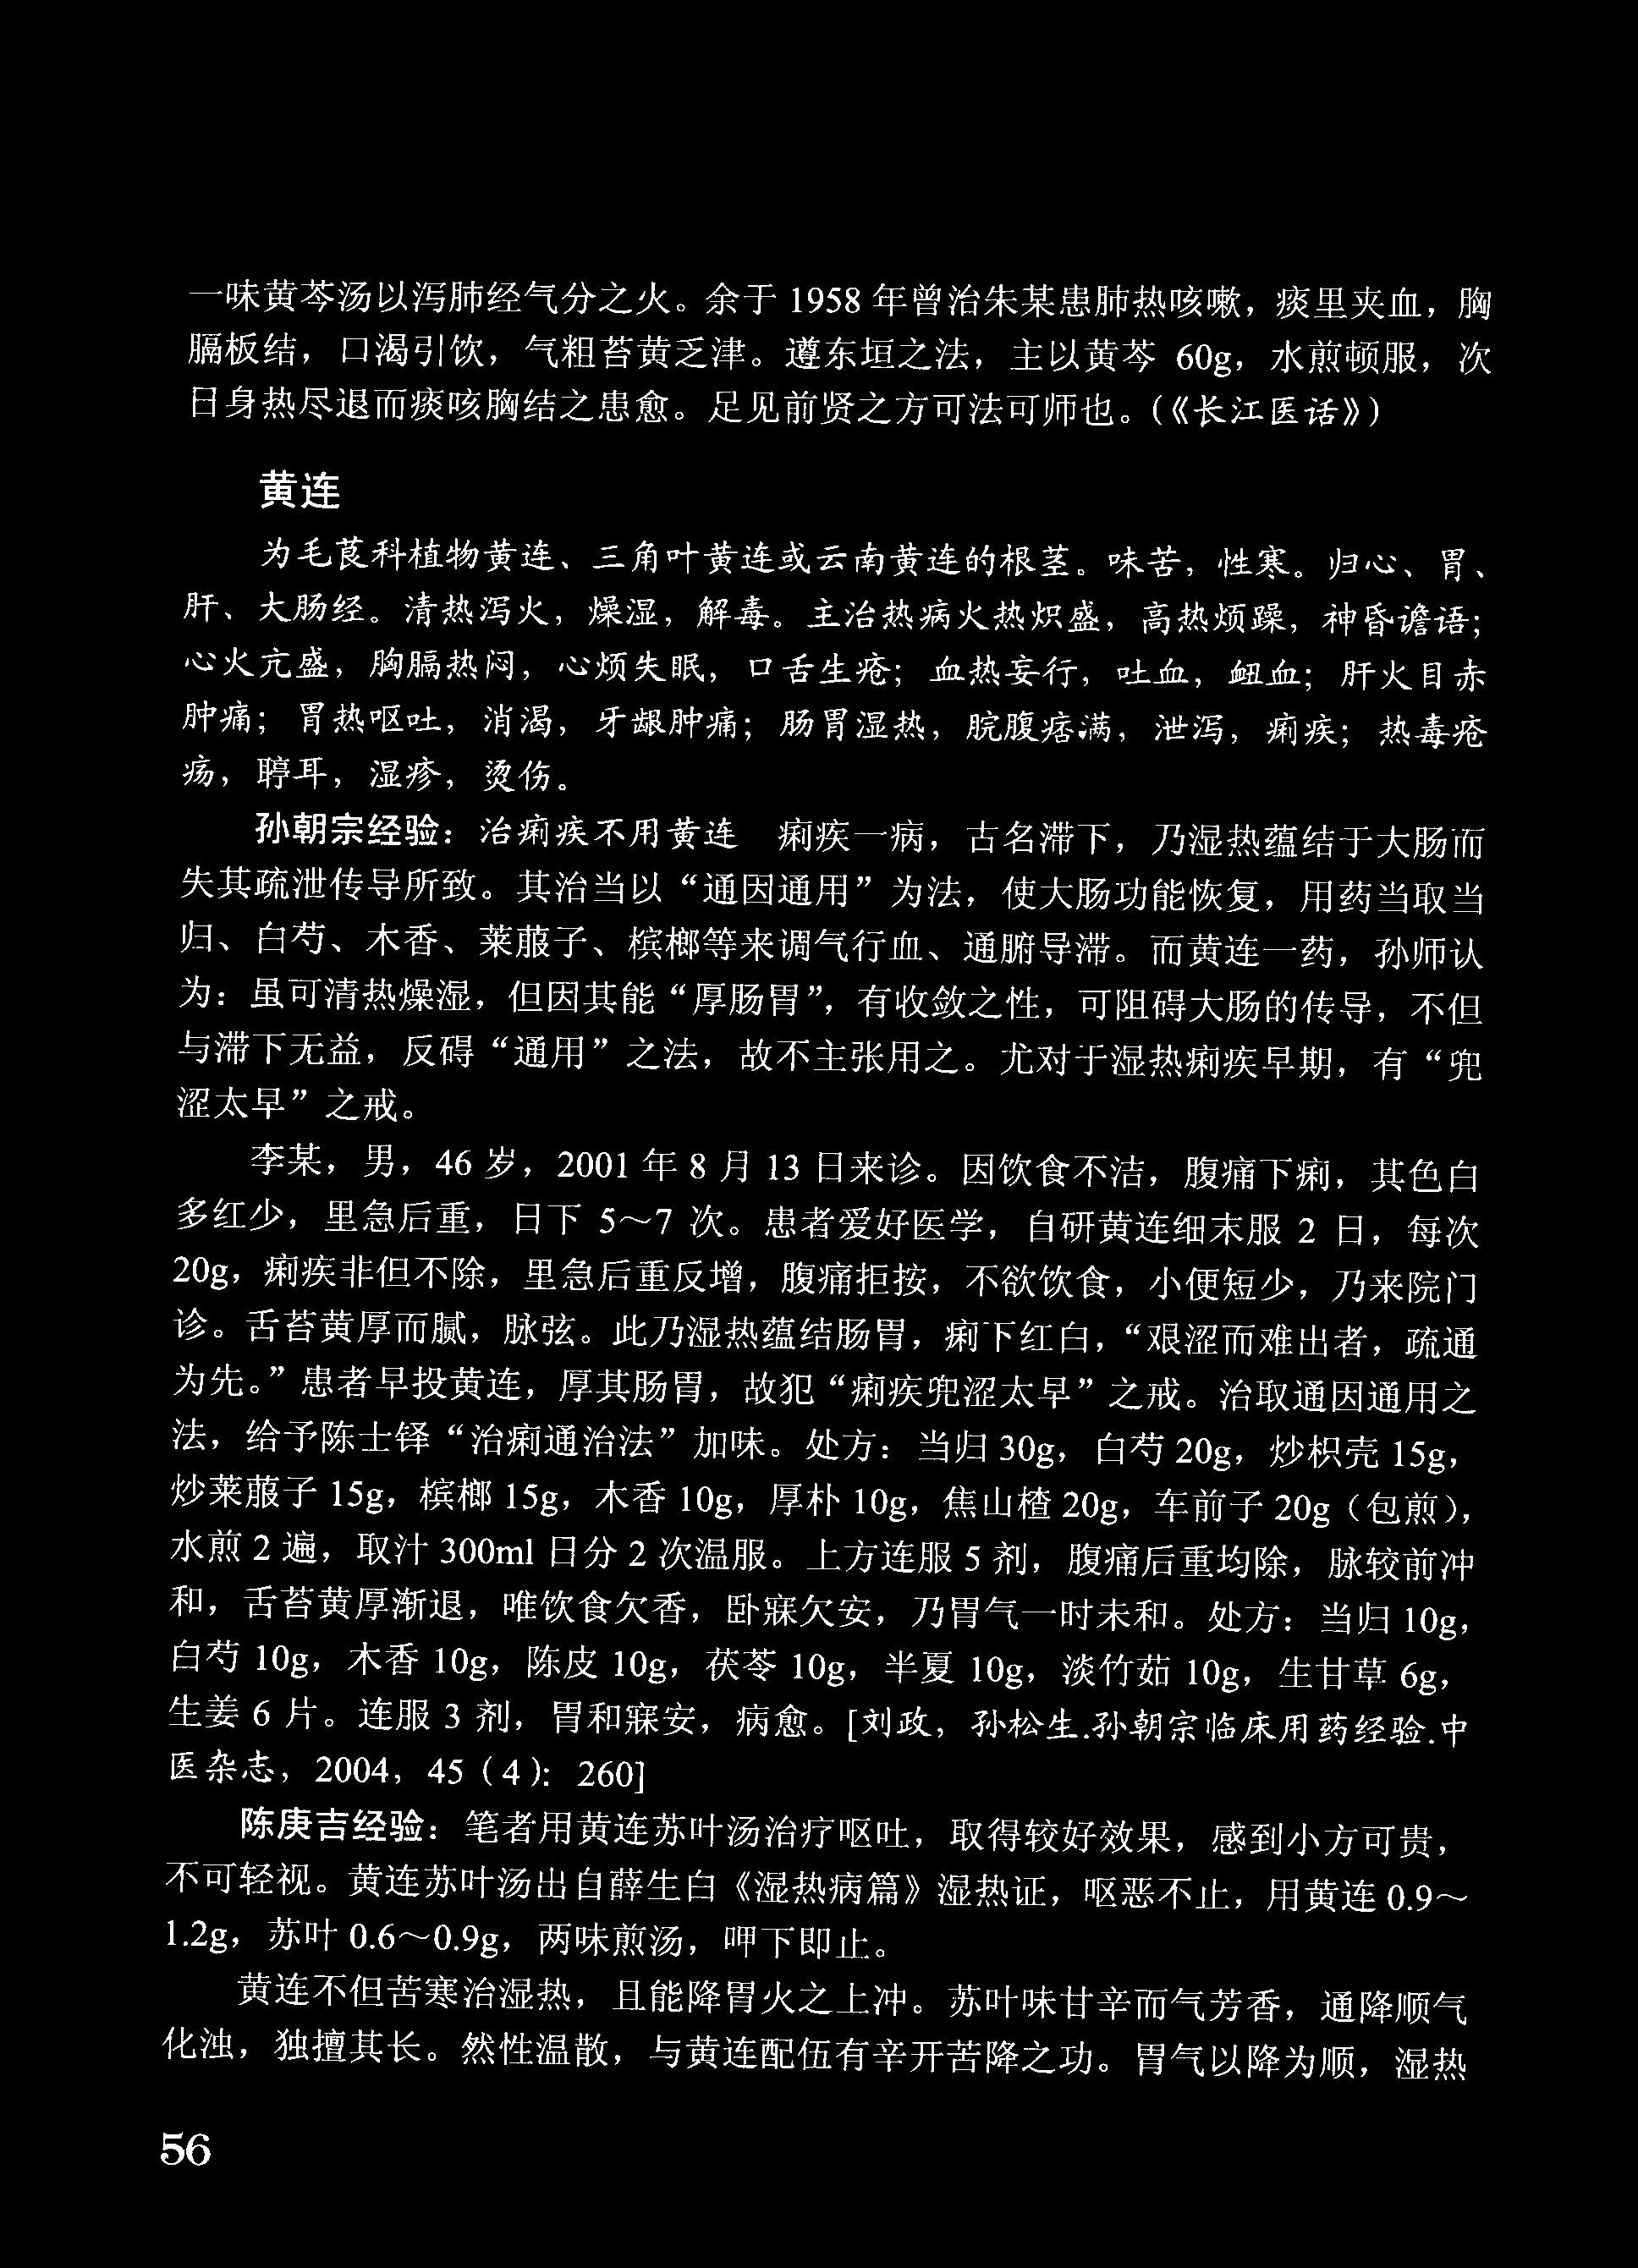 一味黄芩汤以泻肺经气分之火。余于 1958 年曾治朱某患肺热咳嗽，痰里夹血，胸
膈板结，口渴引饮，气粗苔黄乏津。遵东垣之法，主以黄芩 60g，水煎顿服，次
日身热尽退而痰咳胸结之患愈。足见前贤之方可法可师也。(《长江医话》)
黄连
为毛茛科植物黄连、三角叶黄连或云南黄连的根茎。味苦，性寒。归心、胃、
肝、大肠经。清热泻火，燥湿，解毒。主治热病火热炽盛，高热烦躁，神昏谵语；
心火亢盛，胸膈热闷，心烦失眠，口舌生疮；血热妄行，吐血，衄血；肝火目赤
肿痛；胃热呕吐，消渴，牙龈肿痛；肠胃湿热，脘腹痞满，泄泻，痢疾；热毒疮
疡，聤耳，湿疹，烫伤。
孙朝宗经验：治痢疾不用黄连　痢疾一病，古名滞下，乃湿热蕴结于大肠而
失其疏泄传导所致。其治当以“通因通用”为法，使大肠功能恢复，用药当取当
归、白芍、木香、莱菔子、槟榔等来调气行血、通腑导滞。而黄连一药，孙师认
为：虽可清热燥湿，但因其能“厚肠胃”，有收敛之性，可阻碍大肠的传导，不但
与滞下无益，反碍“通用”之法，故不主张用之。尤对于湿热痢疾早期，有“兜
涩太早”之戒。
李某，男，46 岁，2001 年 8 月 13 日来诊。因饮食不洁，腹痛下痢，其色白
多红少，里急后重，日下 5～7 次。患者爱好医学，自研黄连细末服 2 日，每次
20g，痢疾非但不除，里急后重反增，腹痛拒按，不欲饮食，小便短少，乃来院门
诊。舌苔黄厚而腻，脉弦。此乃湿热蕴结肠胃，痢下红白，“艰涩而难出者，疏通
为先。”患者早投黄连，厚其肠胃，故犯“痢疾兜涩太早”之戒。治取通因通用之
法，给予陈士铎“治痢通治法”加味。处方：当归 30g，白芍 20g，炒枳壳 15g，
炒莱菔子 15g，槟榔 15g，木香 10g，厚朴 10g，焦山楂 20g，车前子 20g（包煎），
水煎 2 遍，取汁 300ml 日分 2 次温服。上方连服 5 剂，腹痛后重均除，脉较前冲
和，舌苔黄厚渐退，唯饮食欠香，卧寐欠安，乃胃气一时未和。处方：当归 10g，
白芍 10g，木香 10g，陈皮 10g，茯苓 10g，半夏 10g，淡竹茹 10g，生甘草 6g，
生姜 6 片。连服 3 剂，胃和寐安，病愈。[刘政，孙松生.孙朝宗临床用药经验.中
医杂志，2004，45（4）：260]
陈庚吉经验：笔者用黄连苏叶汤治疗呕吐，取得较好效果，感到小方可贵，
不可轻视。黄连苏叶汤出自薛生白《湿热病篇》湿热证，呕恶不止，用黄连 0.9～
1.2g，苏叶 0.6～0.9g，两味煎汤，呷下即止。
黄连不但苦寒治湿热，且能降胃火之上冲。苏叶味甘辛而气芳香，通降顺气
化浊，独擅其长。然性温散，与黄连配伍有辛开苦降之功。胃气以降为顺，湿热
56